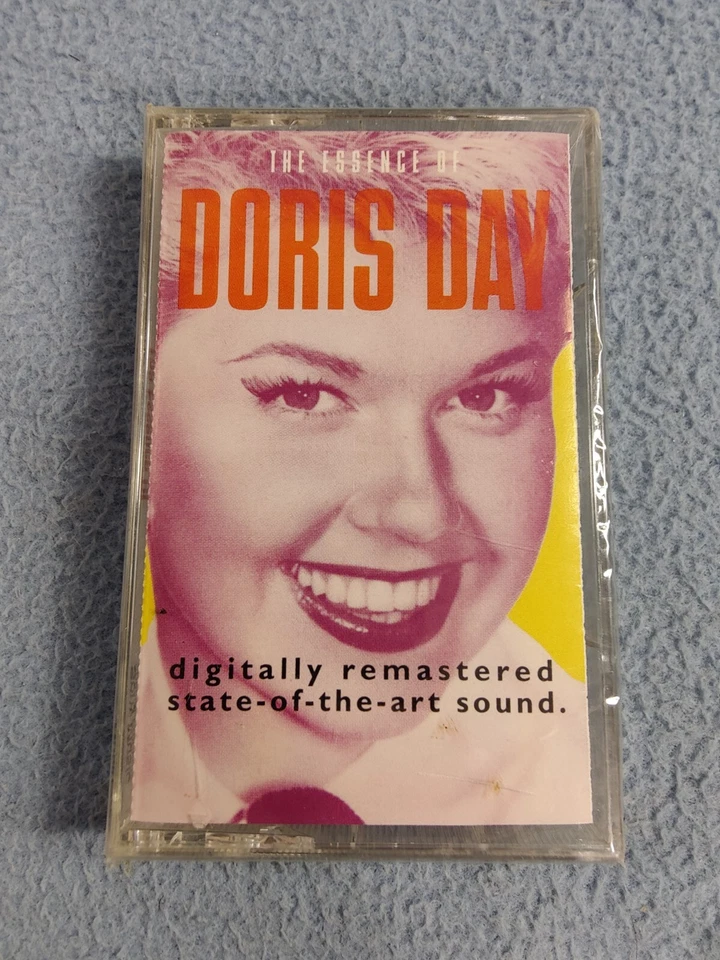 THE ESSENCE OF
DORIS DAY
digitally remastered
state-of-the-art sound.